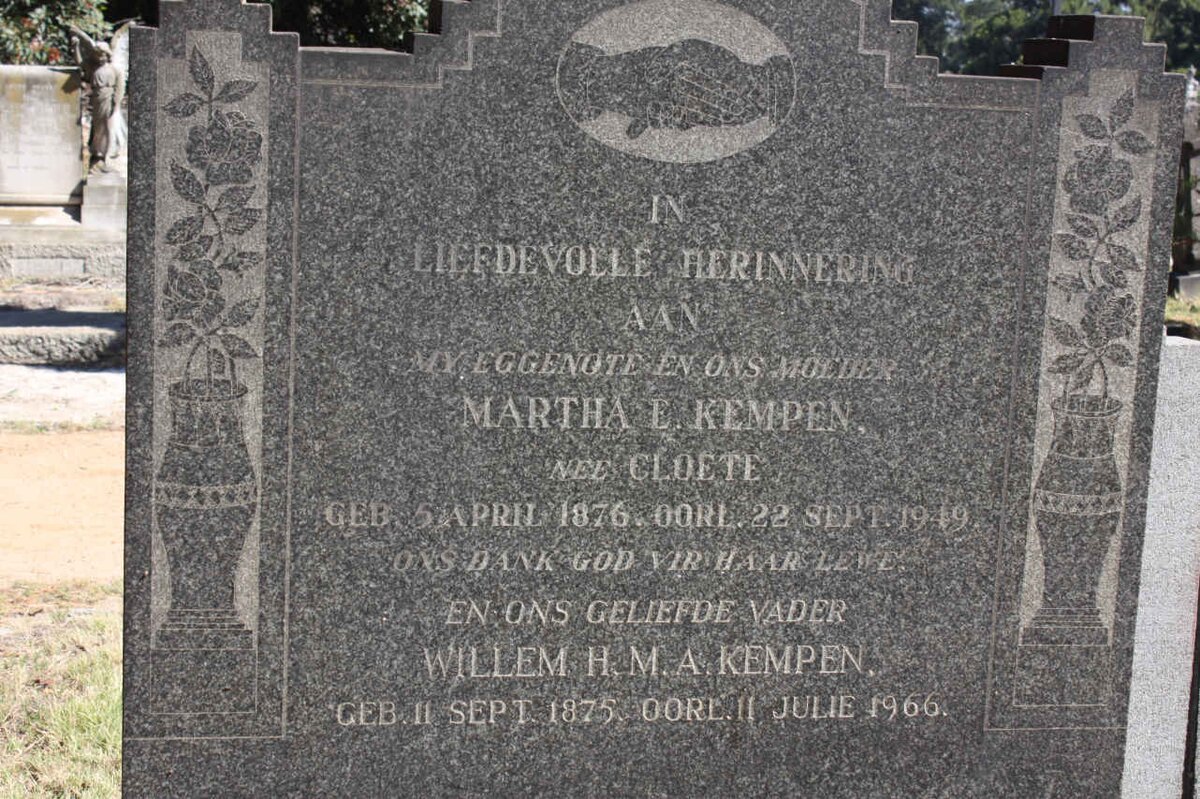 IN
LIEFDEVOLLE HERINNERING
AAN
MY EGGENOTE EN ONS MOEDER
MARTHA E. KEMPEN.
NEE CLOETE.
GEB. 5 APRIL 1876. OORL. 22 SEPT. 1949.
ONS DANK GOD VIR HAAR LEWE.
EN ONS GELIEFDE VADER
WILLEM H. M. A. KEMPEN.
GEB. 11 SEPT. 1875. OORL. 11 JULIE 1966.